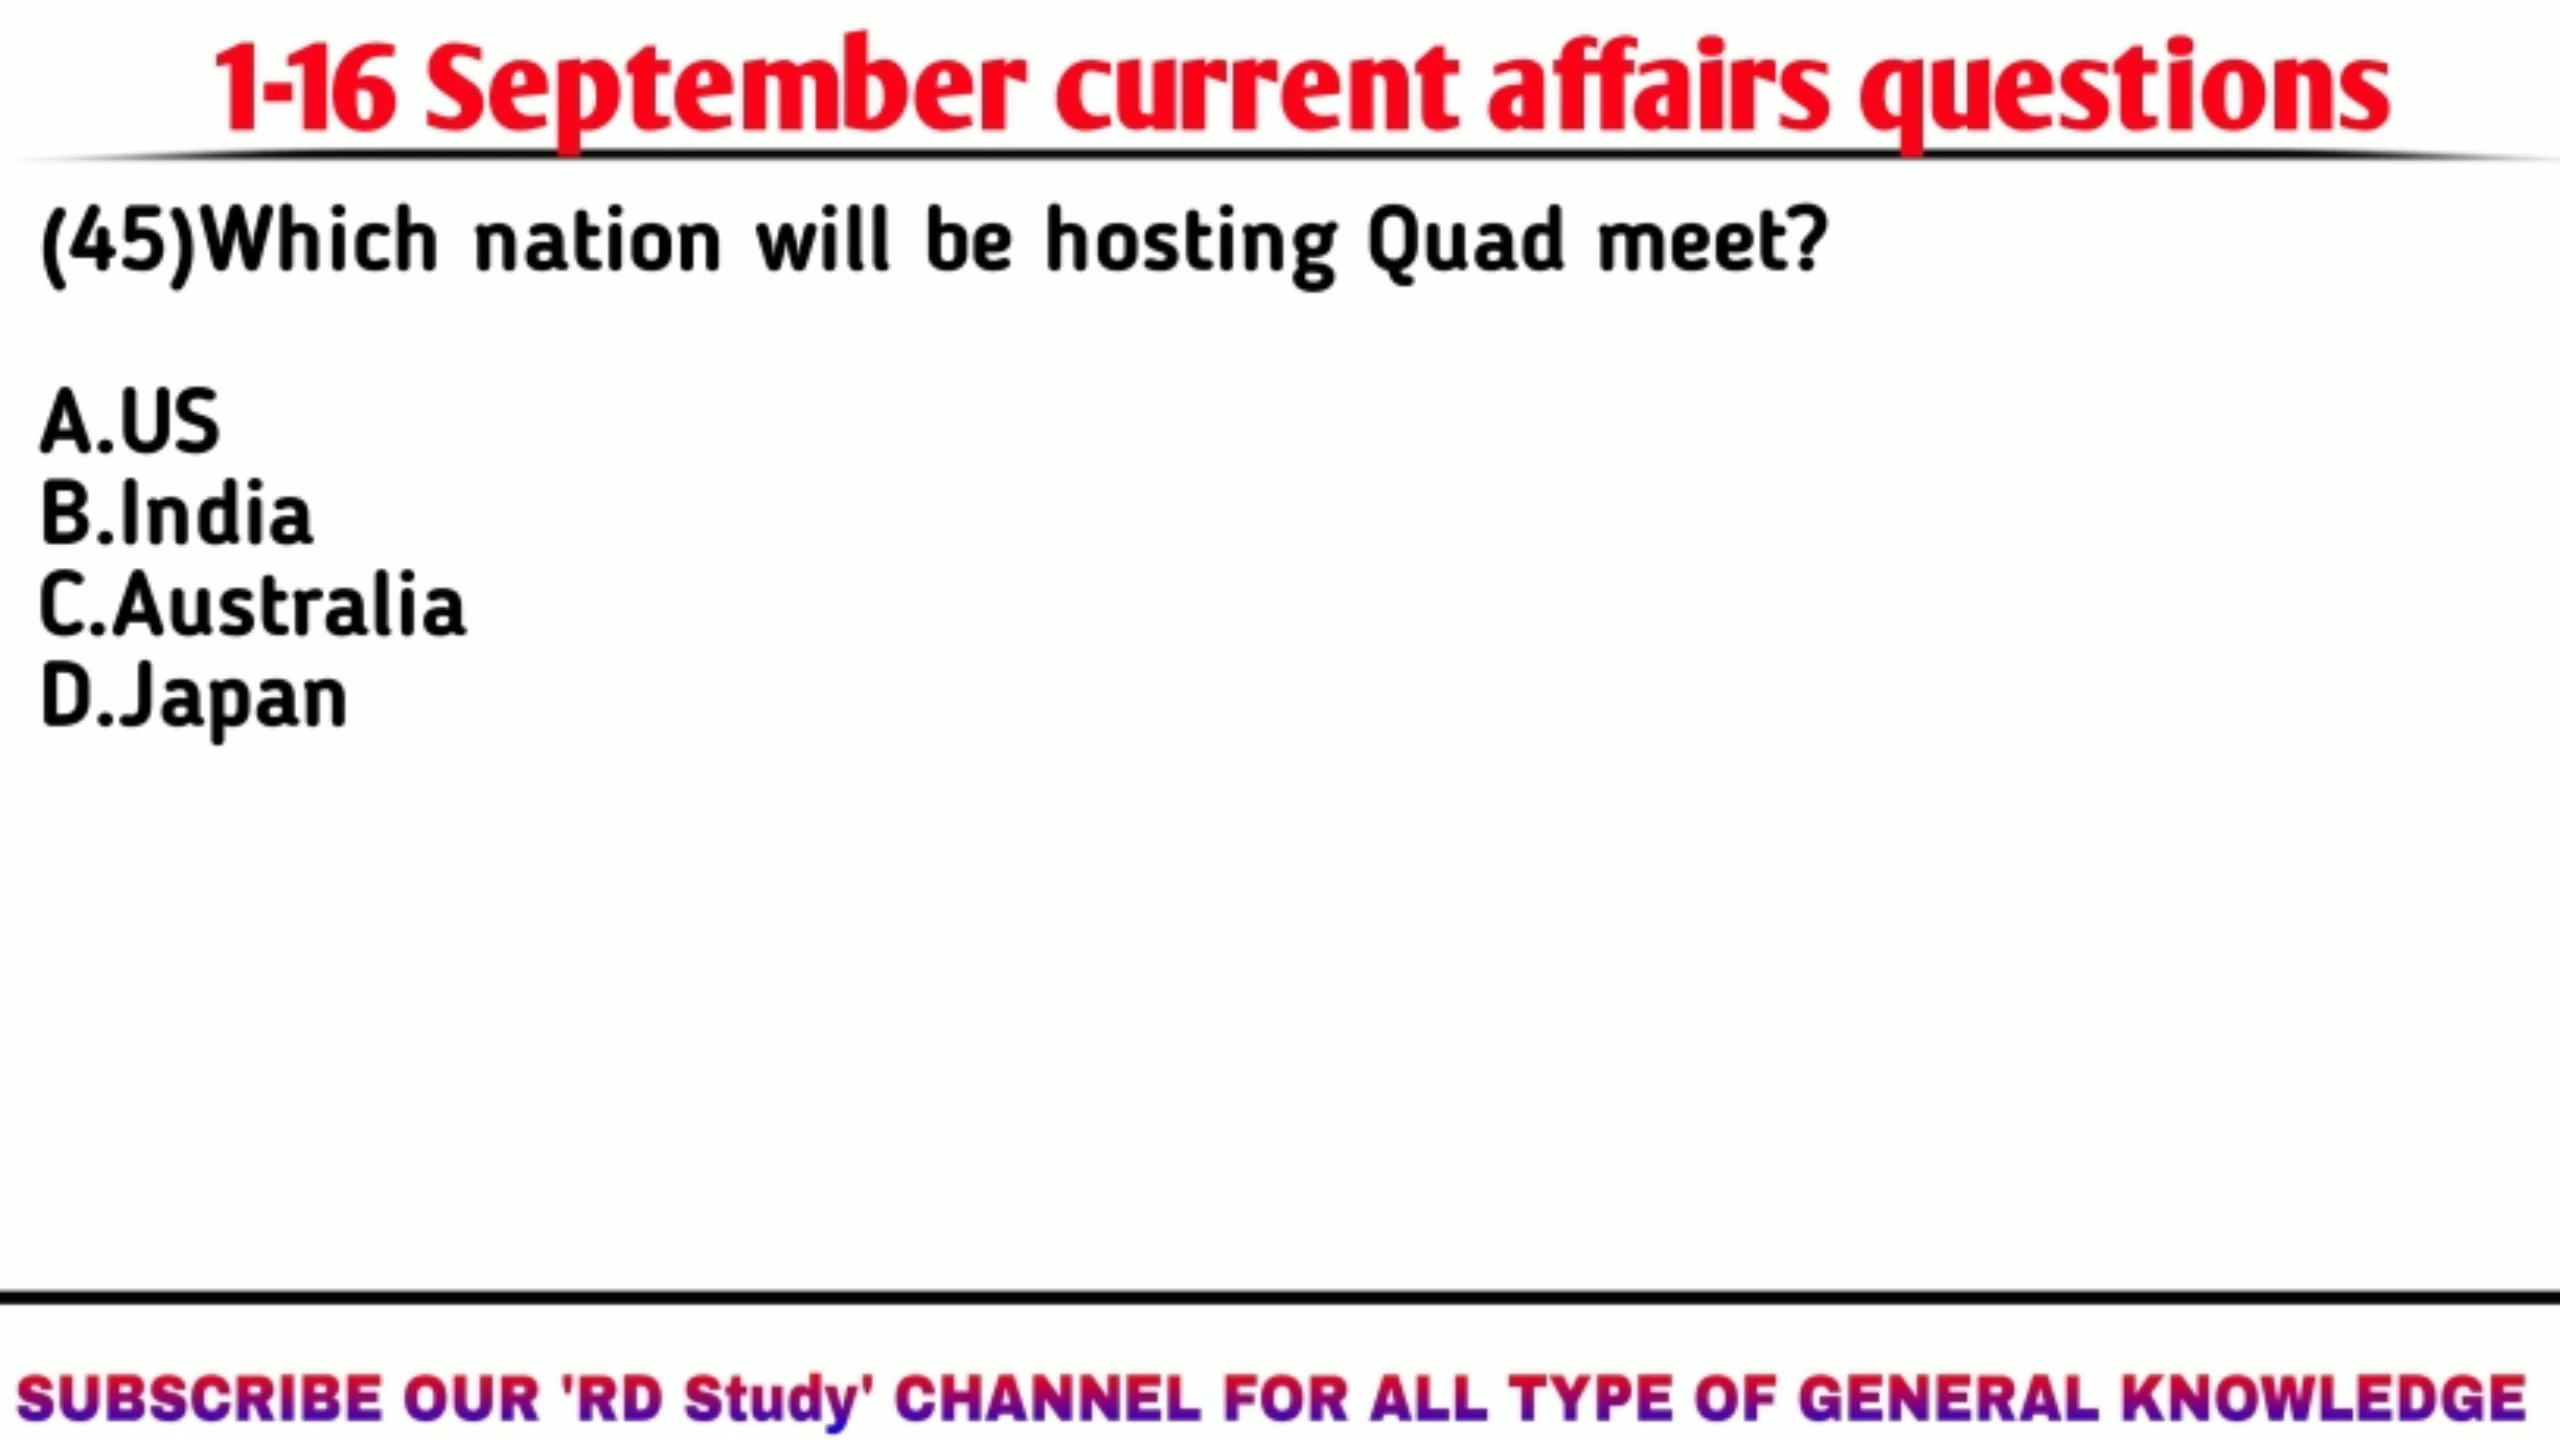 1-16 September current affairs questions
(45)Which nation will be hosting Quad meet?
A.US
B.India
C.Australia
D.Japan
SUBSCRIBE OUR 'RD Study' CHANNEL FOR ALL TYPE OF GENERAL KNOWLEDGE